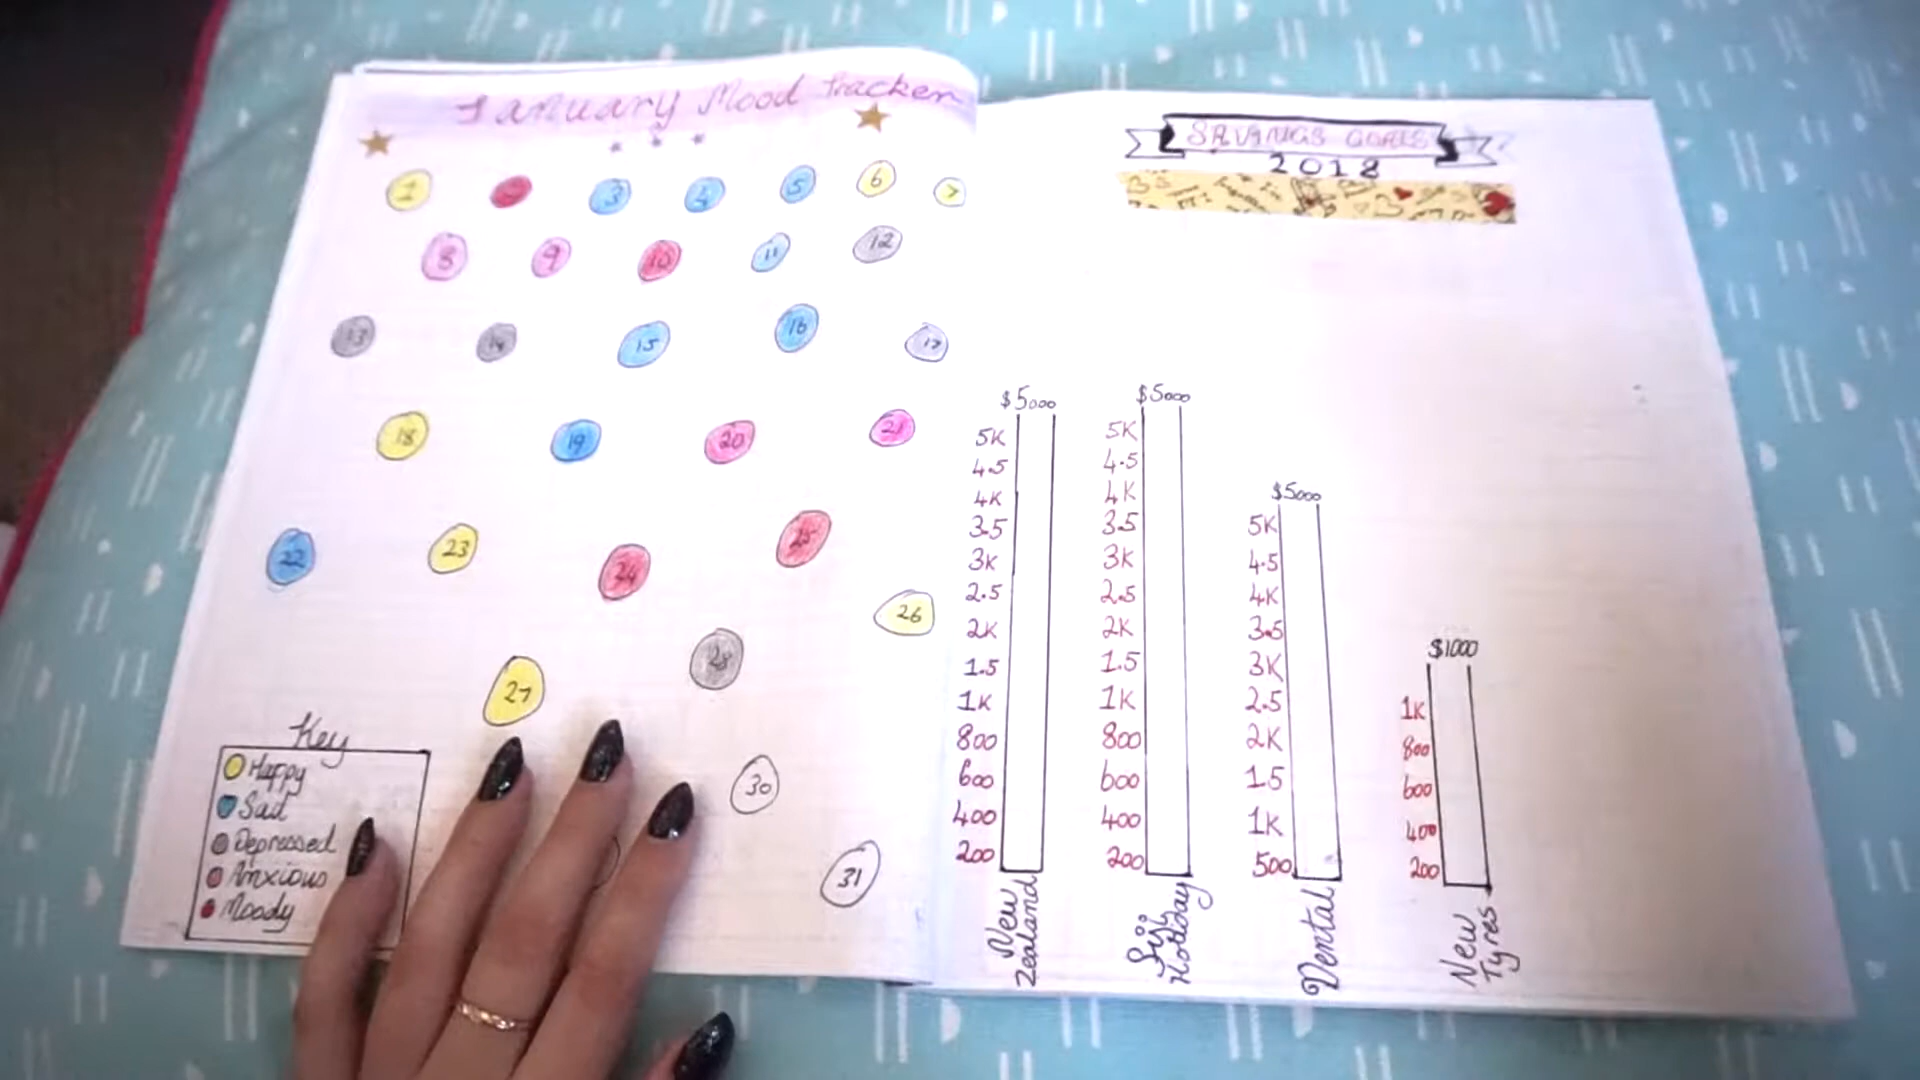 January Mood Tracker
1 2 3 4 5 6 7
8 9 10 11 12
13 14 15 16 17
18 19 20 21
22 23 24 25
26
27 28
30
31
Key
Happy
Sad
Depressed
Anxious
Moody
SAVINGS GOALS
2018
$5000
5K
4.5
4K
3.5
3K
2.5
2K
1.5
1K
800
600
400
200
New
Zealand
$5000
5K
4.5
4K
3.5
3K
2.5
2K
1.5
1K
800
600
400
200
Fiji
Holiday
$5000
5K
4.5
4K
3.5
3K
2.5
2K
1.5
1K
500
Dental
$1000
1K
800
600
400
200
New
Tyres